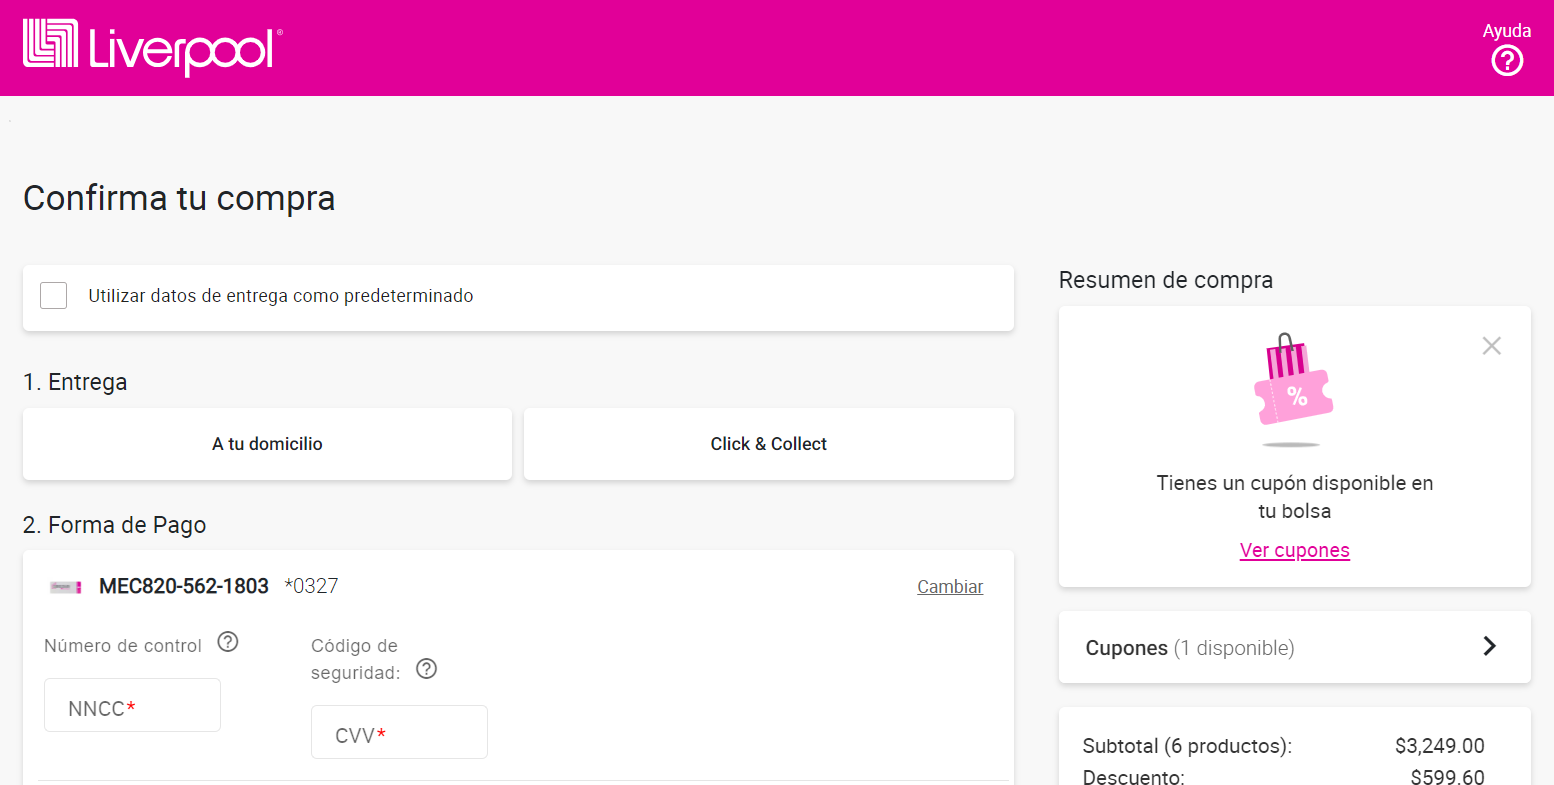 Liverpool®
Ayuda
?
Confirma tu compra
Utilizar datos de entrega como predeterminado
1. Entrega
A tu domicilio
Click & Collect
2. Forma de Pago
MEC820-562-1803 *0327
Cambiar
Número de control ?
NNCC*
Código de
seguridad: ?
CVV*
Resumen de compra
%
Tienes un cupón disponible en
tu bolsa
Ver cupones
Cupones (1 disponible)
Subtotal (6 productos): $3,249.00
Descuento: $599.60